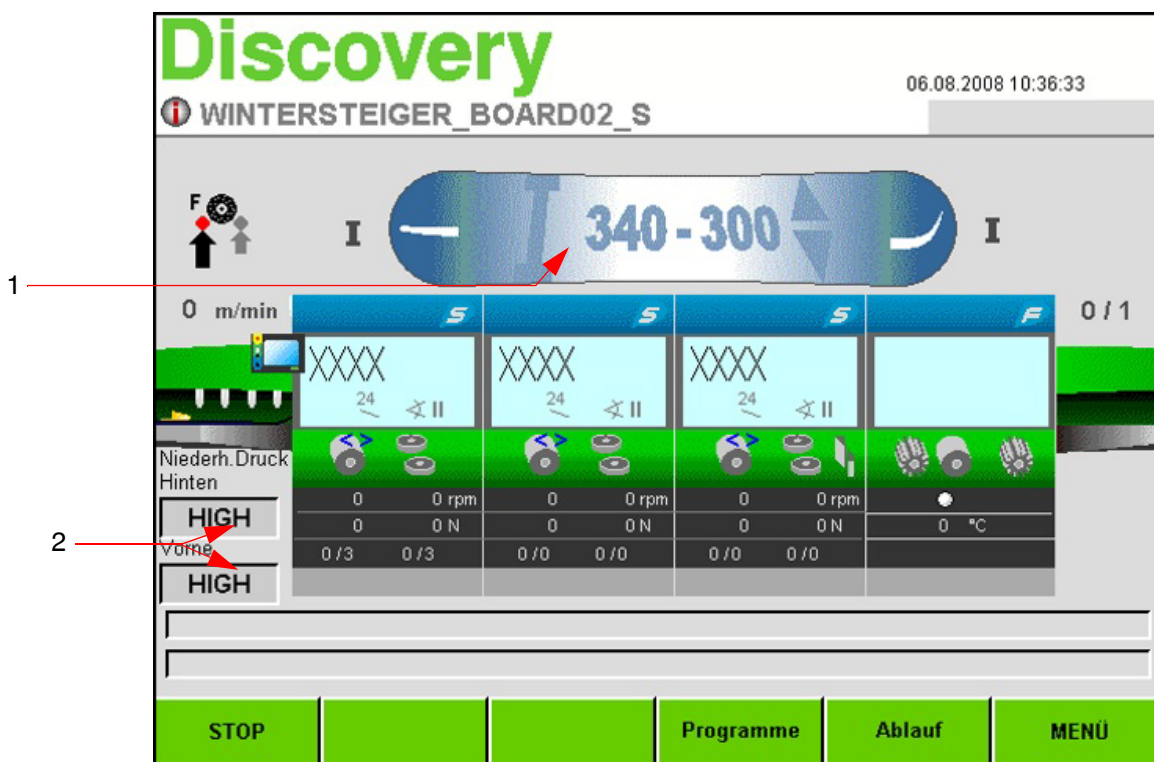 Discovery
06.08.2008 10:36:33
WINTERSTEIGER_BOARD02_S
F
I 340 - 300 I
1
0 m/min S S S F 0 / 1
XXXX XXXX XXXX
24 II 24 II 24 II
<> <> <>
Niederh.Druck
Hinten
0 0 rpm 0 0 rpm 0 0 rpm
HIGH 0 0 N 0 0 N 0 0 N 0 °C
2
Vorne 0/3 0/3 0/0 0/0 0/0 0/0
HIGH
STOP Programme Ablauf MENÜ